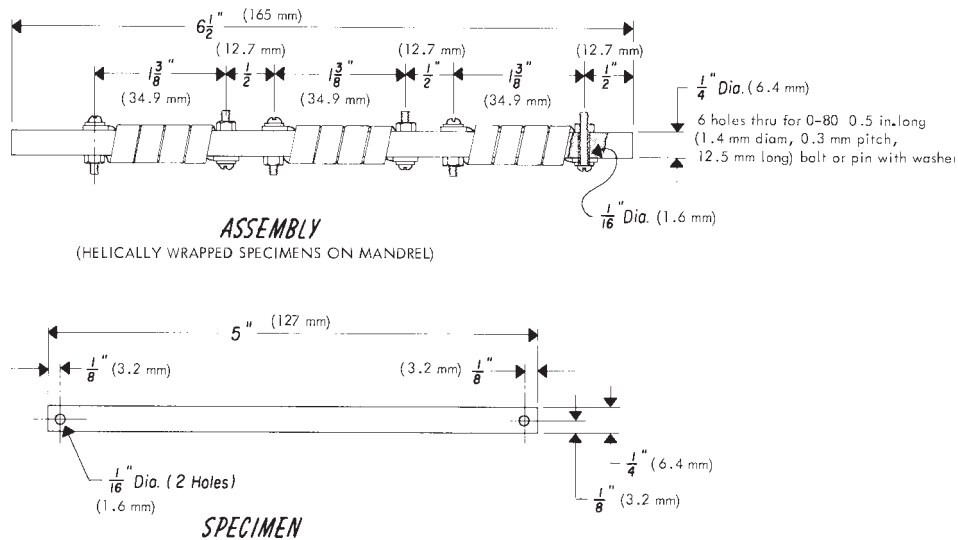 6 1/2" (165 mm)
(12.7 mm) (12.7 mm) (12.7 mm)
1 3/8" 1/2" 1 3/8" 1/2" 1 3/8" 1/2"
(34.9 mm) (34.9 mm) (34.9 mm)
1/4" Dia. (6.4 mm)
6 holes thru for 0-80 0.5 in.long
(1.4 mm diam, 0.3 mm pitch,
12.5 mm long) bolt or pin with washer
1/16" Dia. (1.6 mm)
ASSEMBLY
(HELICALLY WRAPPED SPECIMENS ON MANDREL)
5" (127 mm)
1/8" (3.2 mm) (3.2 mm) 1/8"
1/16" Dia. (2 Holes)
(1.6 mm)
1/4" (6.4 mm)
1/8" (3.2 mm)
SPECIMEN